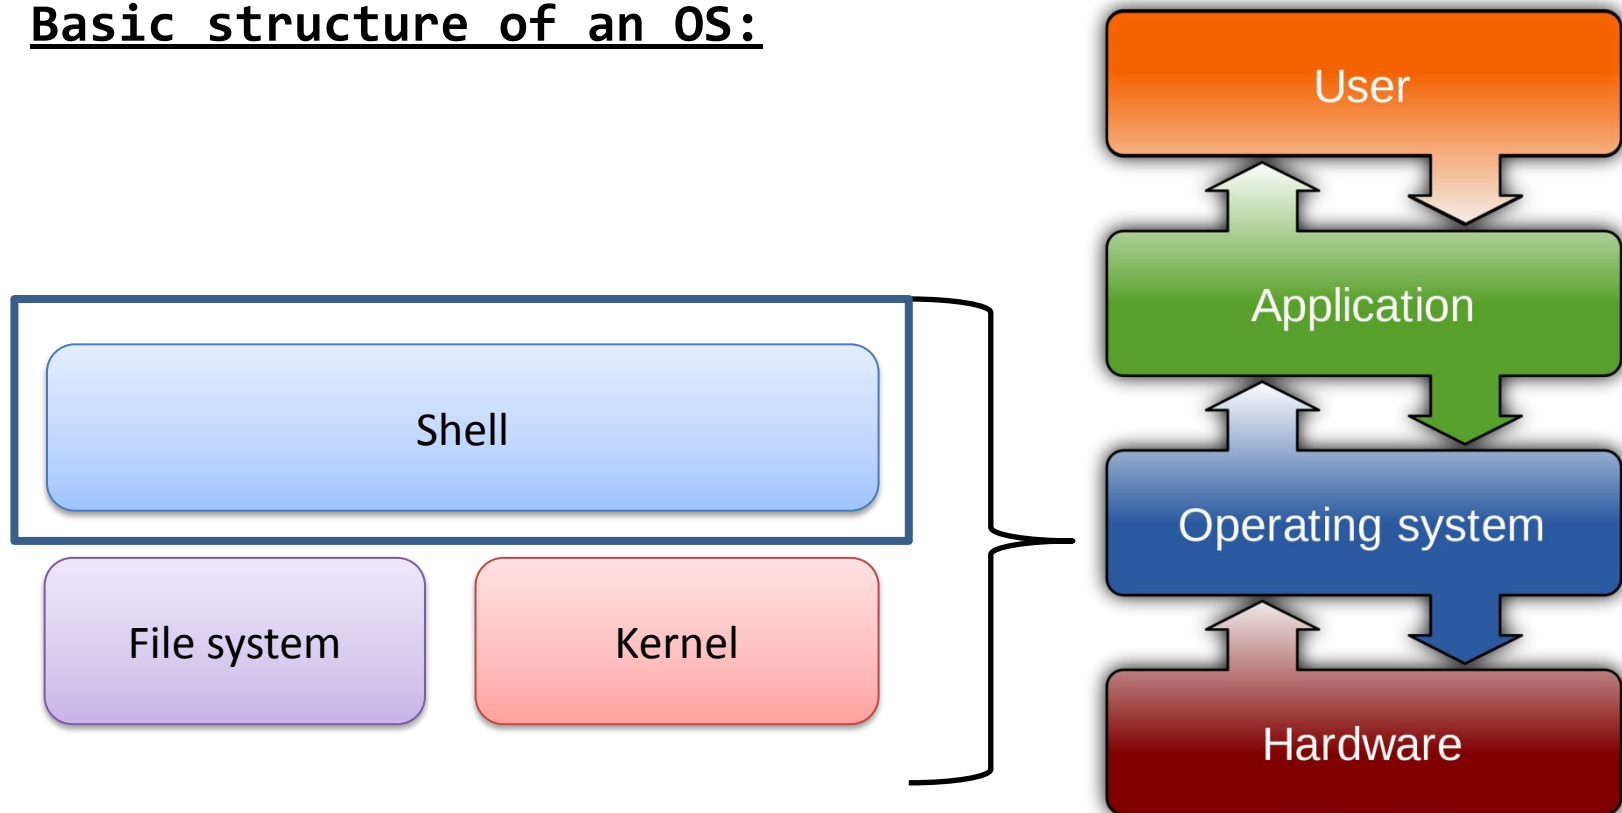 Basic structure of an OS:
User
Application
Shell
Operating system
File system
Kernel
Hardware